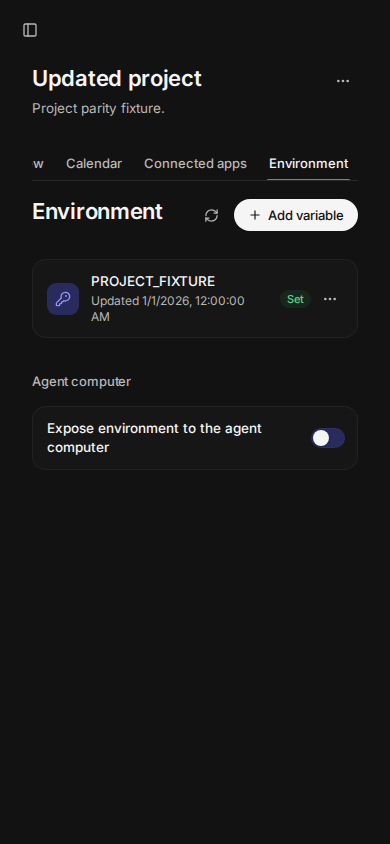 Updated project
Project parity fixture.
w Calendar Connected apps Environment
Environment
Add variable
PROJECT_FIXTURE
Updated 1/1/2026, 12:00:00
AM
Set
Agent computer
Expose environment to the agent
computer